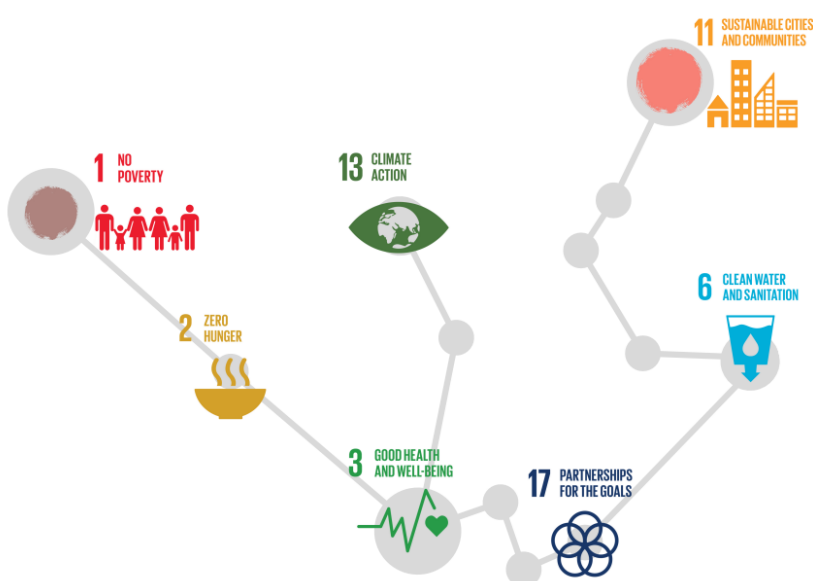 11 SUSTAINABLE CITIES
AND COMMUNITIES
1 NO
POVERTY
13 CLIMATE
ACTION
6 CLEAN WATER
AND SANITATION
2 ZERO
HUNGER
3 GOOD HEALTH
AND WELL-BEING
17 PARTNERSHIPS
FOR THE GOALS